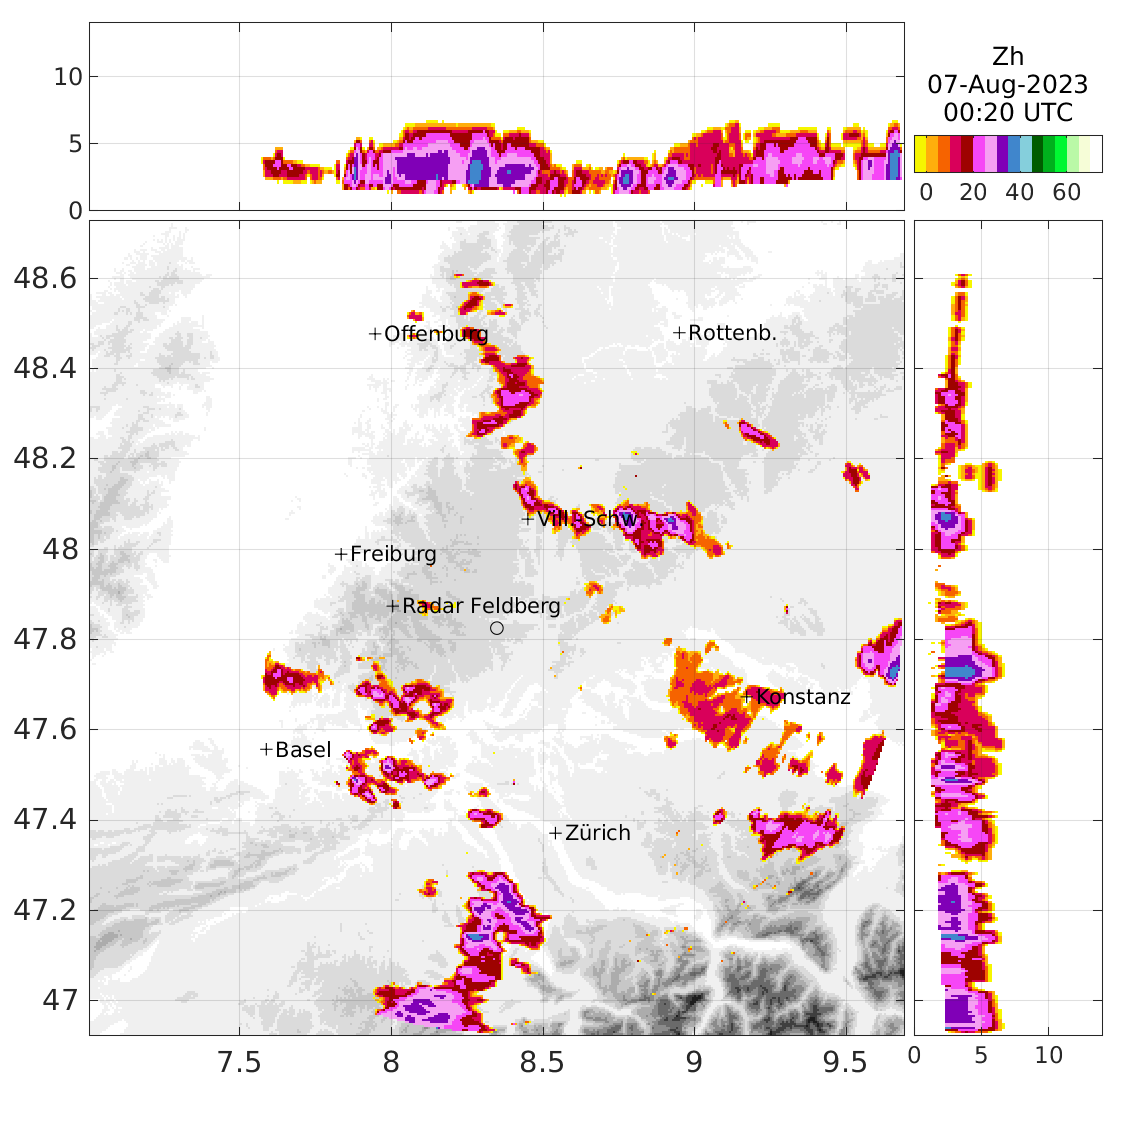 Zh
07-Aug-2023
00:20 UTC
10
5
0
0 20 40 60
48.6
48.4
48.2
48
47.8
47.6
47.4
47.2
47
+Offenburg
+Rottenb.
+Vill.-Schw.
+Freiburg
+Radar Feldberg
+Konstanz
+Basel
+Zürich
7.5 8 8.5 9 9.5
0 5 10